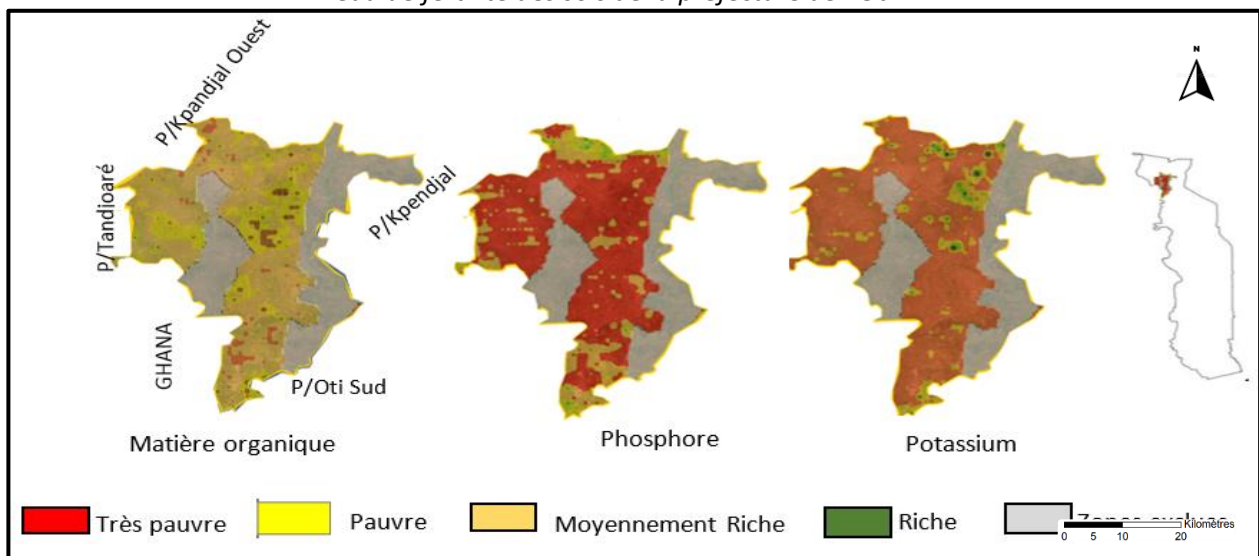 N
P/Kpandjal Ouest
P/Tandjoaré
P/Kpendjal
GHANA
P/Oti Sud
Matière organique
Phosphore
Potassium
Très pauvre
Pauvre
Moyennement Riche
Riche
Kilomètres
0 5 10 20